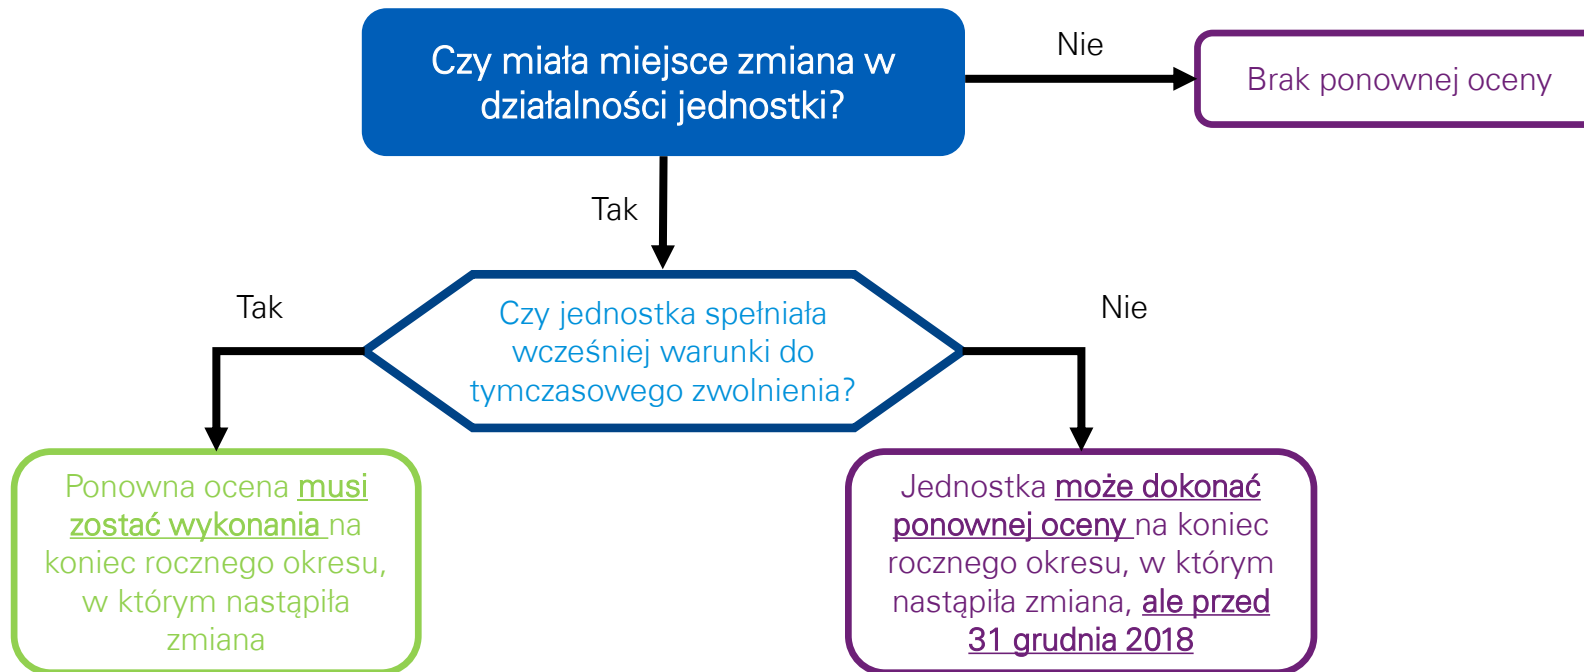 Czy miała miejsce zmiana w
działalności jednostki?
Nie
Brak ponownej oceny
Tak
Tak
Czy jednostka spełniała
wcześniej warunki do
tymczasowego zwolnienia?
Nie
Ponowna ocena musi
zostać wykonania na
koniec rocznego okresu,
w którym nastąpiła
zmiana
Jednostka może dokonać
ponownej oceny na koniec
rocznego okresu, w którym
nastąpiła zmiana, ale przed
31 grudnia 2018